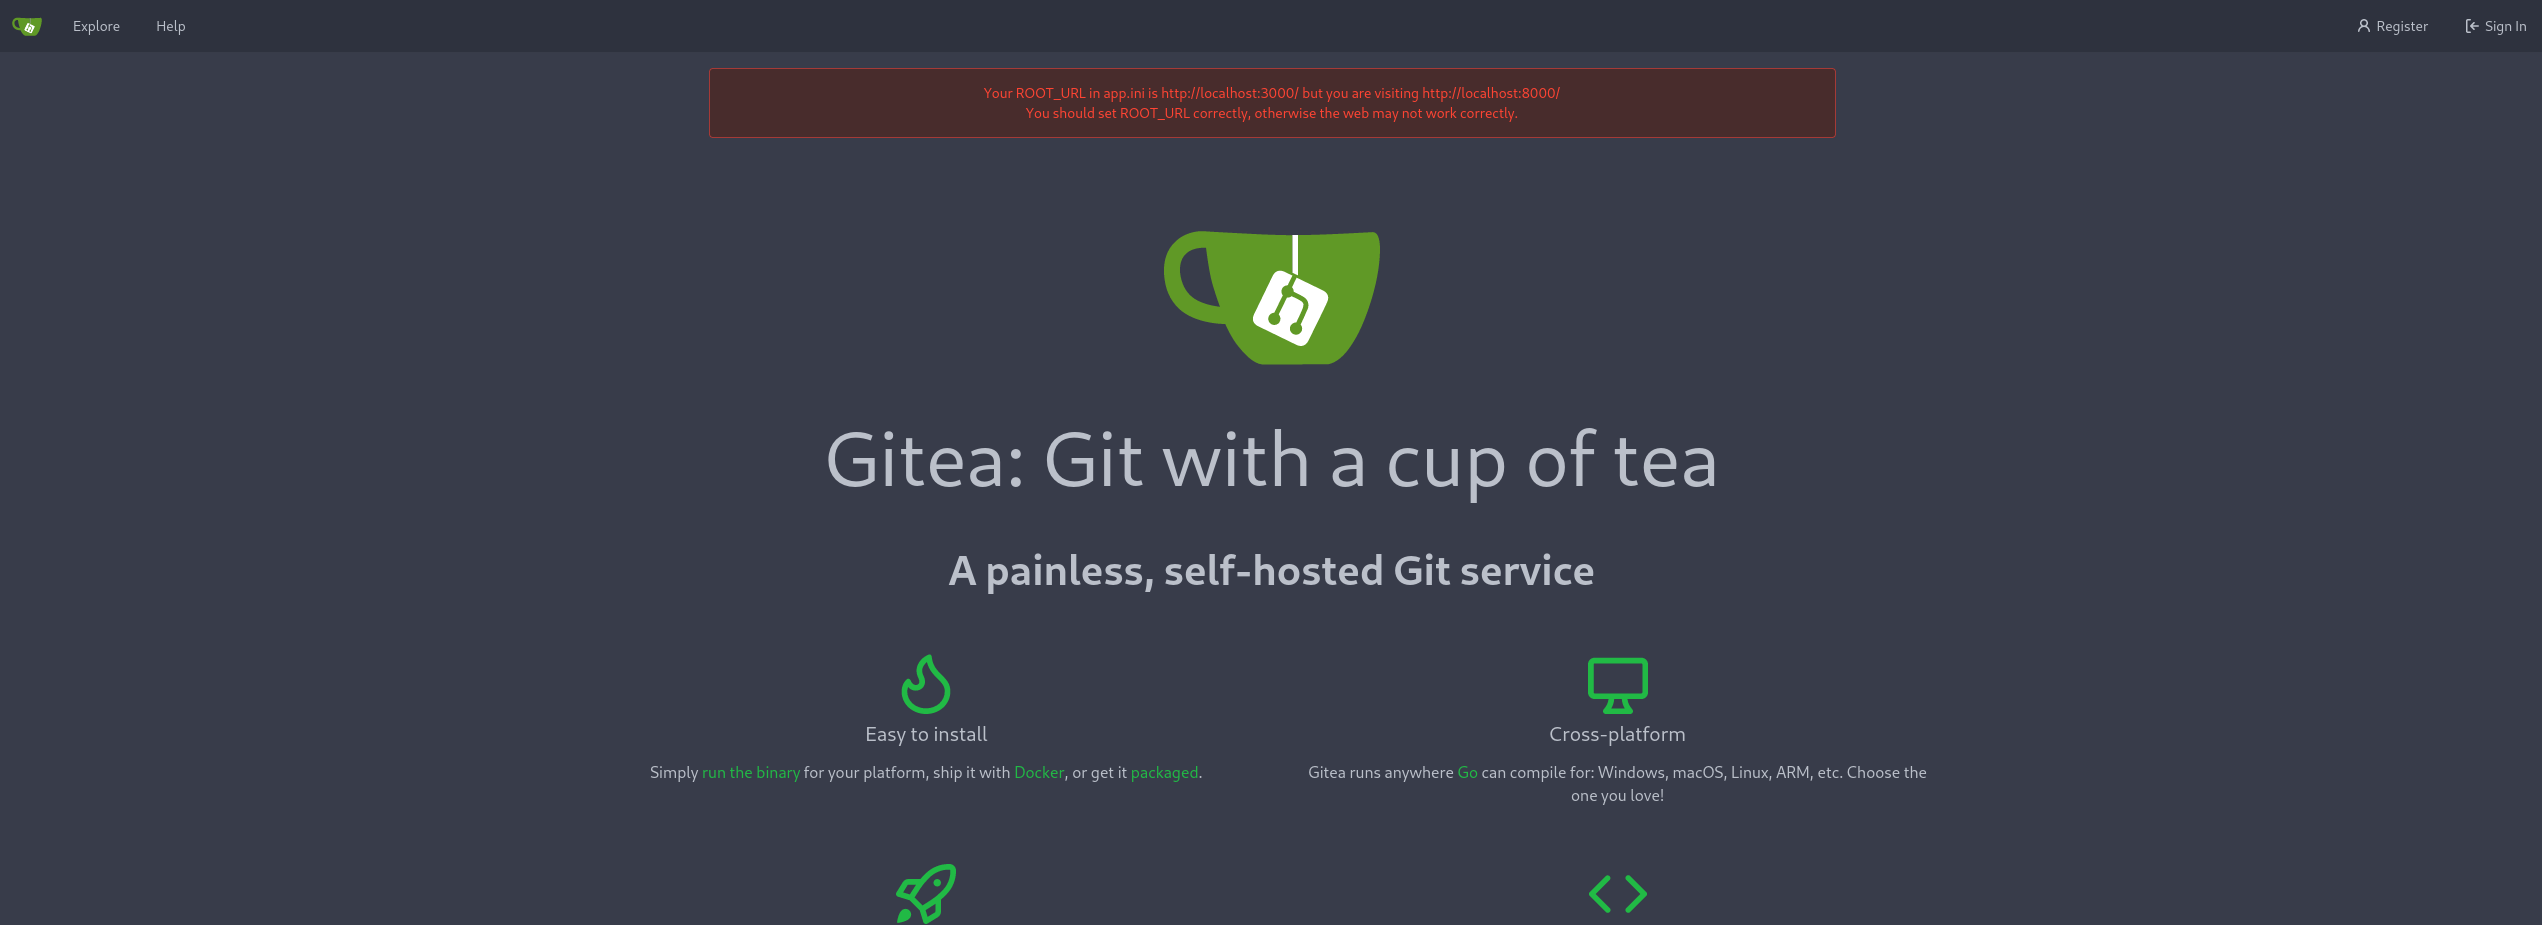 Explore Help Register Sign In
Your ROOT_URL in app.ini is http://localhost:3000/ but you are visiting http://localhost:8000/
You should set ROOT_URL correctly, otherwise the web may not work correctly.
Gitea: Git with a cup of tea
A painless, self-hosted Git service
Easy to install
Simply run the binary for your platform, ship it with Docker, or get it packaged.
Cross-platform
Gitea runs anywhere Go can compile for: Windows, macOS, Linux, ARM, etc. Choose the
one you love!